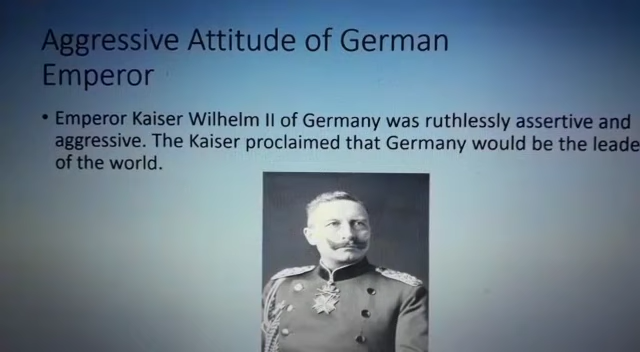 Aggressive Attitude of German
Emperor
• Emperor Kaiser Wilhelm II of Germany was ruthlessly assertive and
aggressive. The Kaiser proclaimed that Germany would be the leade
of the world.